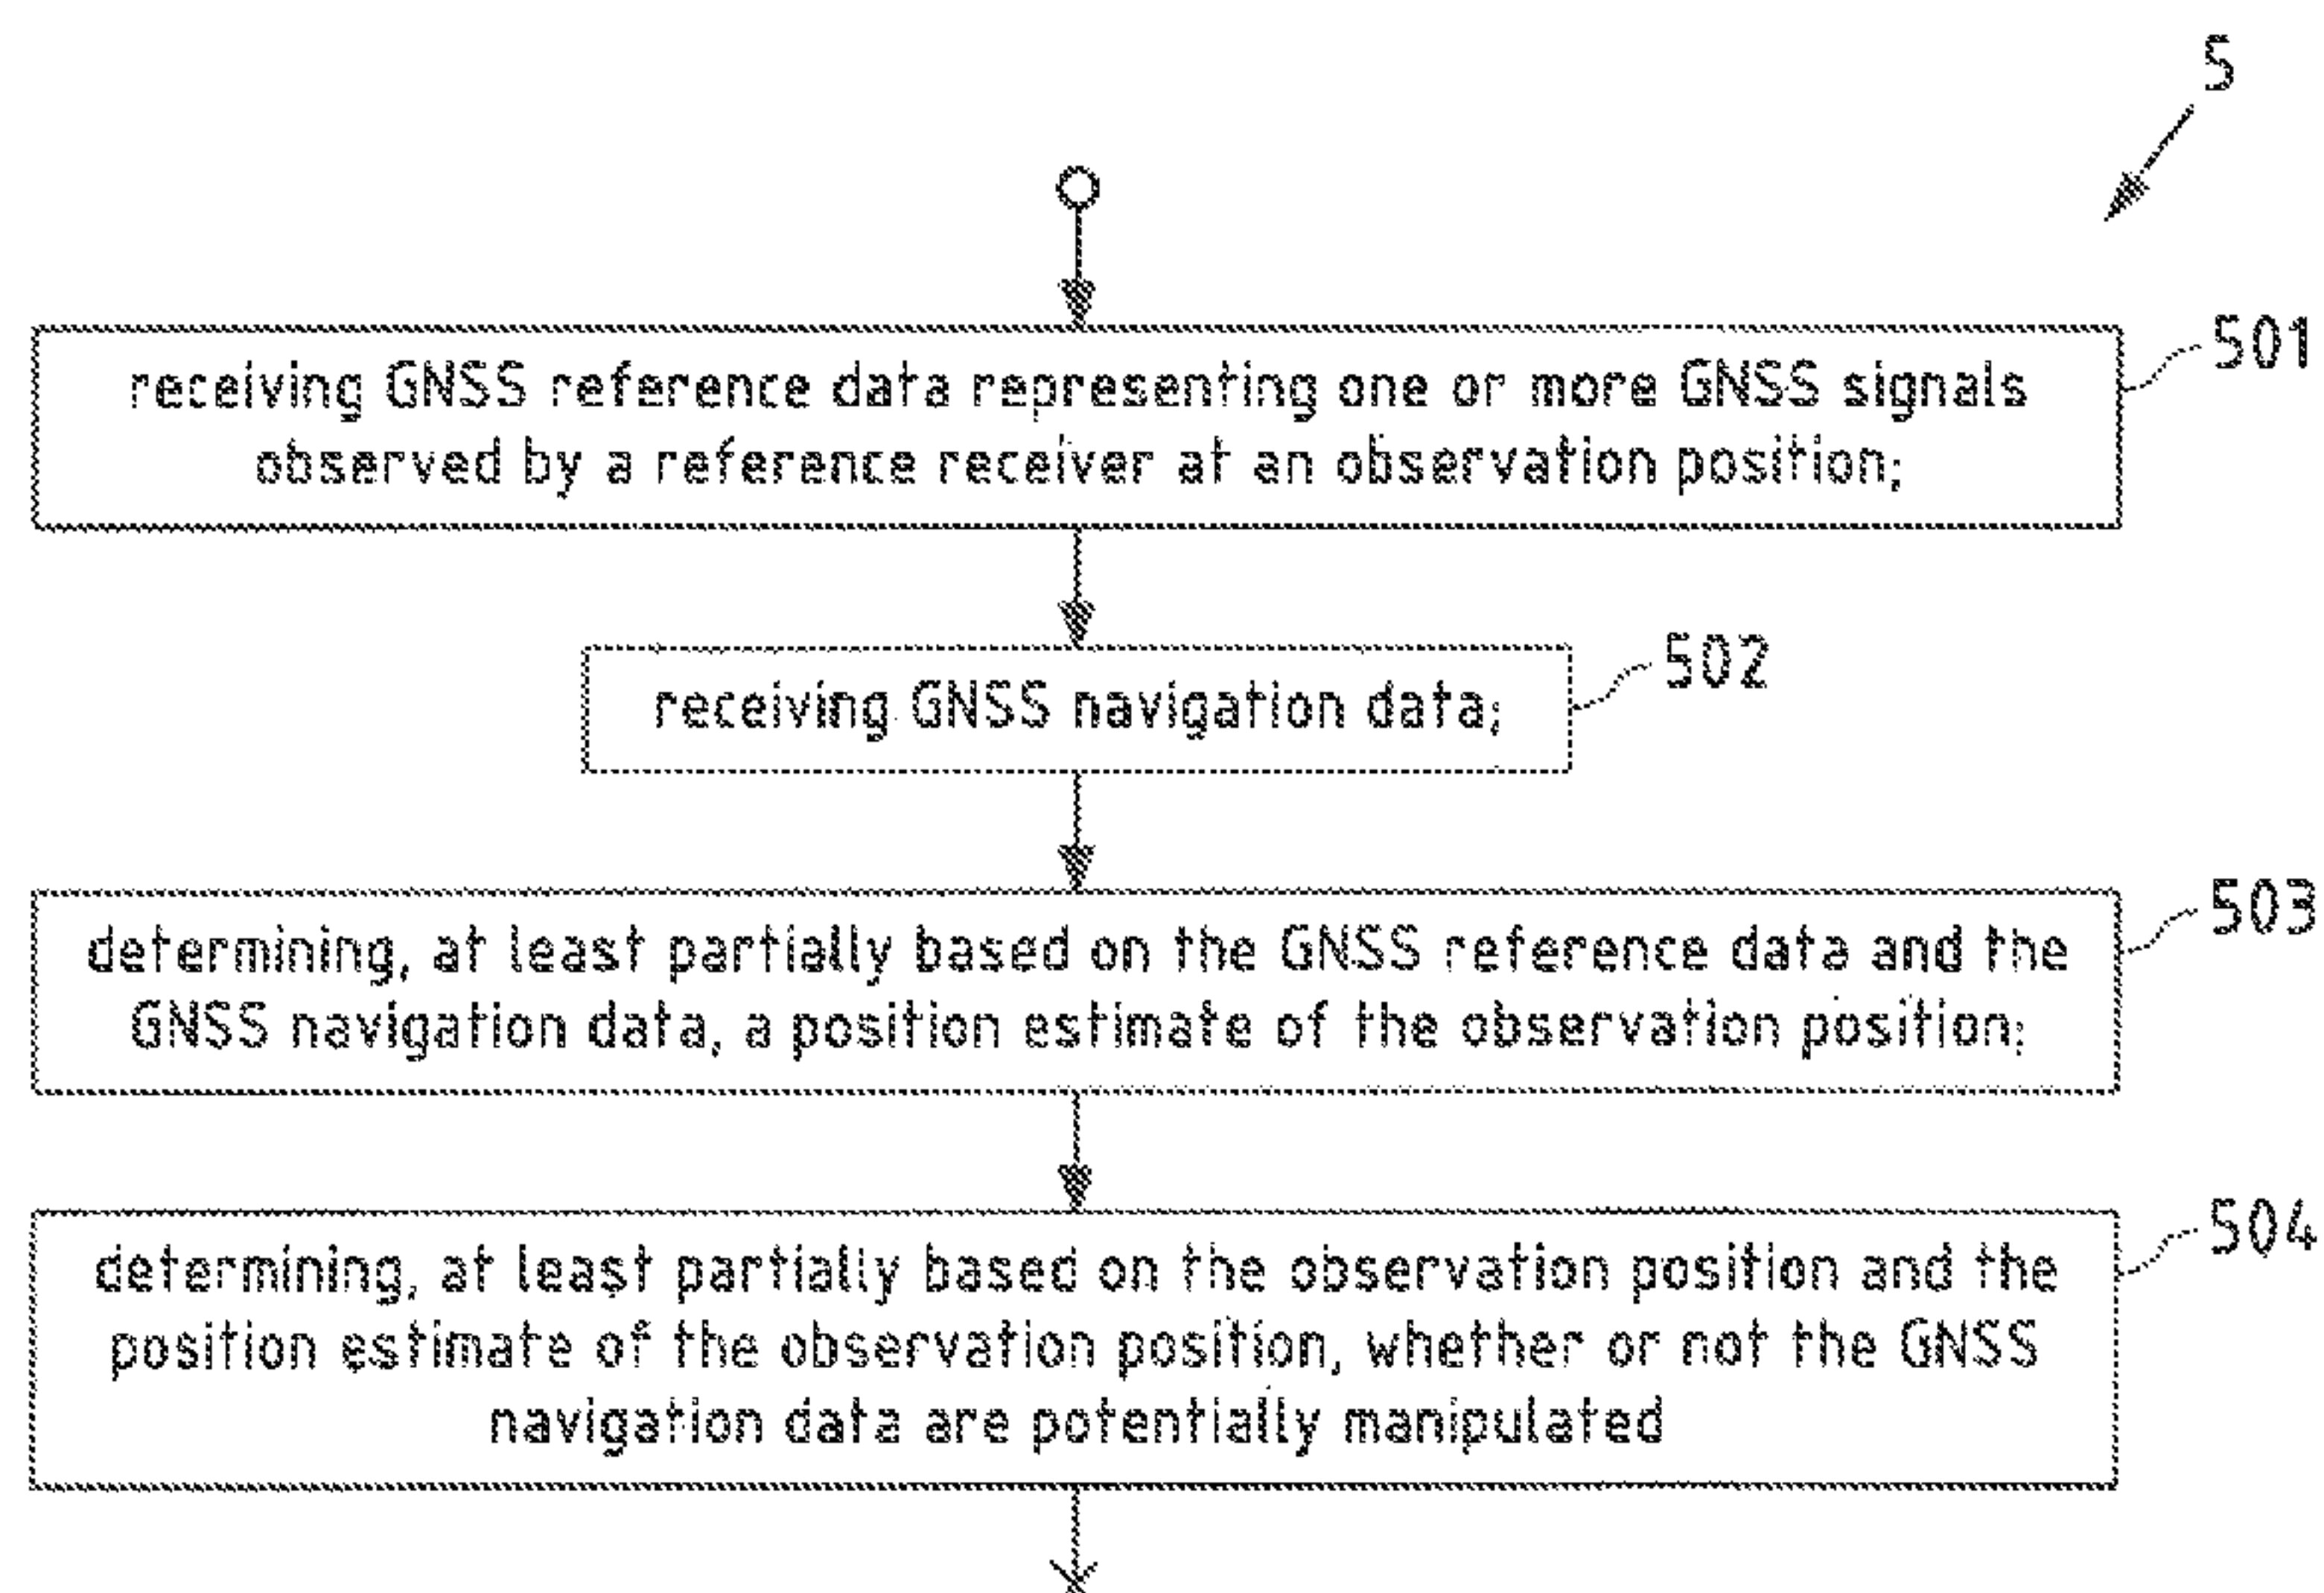 5
501
receiving GNSS reference data representing one or more GNSS signals
observed by a reference receiver at an observation position;
502
receiving GNSS navigation data;
503
determining, at least partially based on the GNSS reference data and the
GNSS navigation data, a position estimate of the observation position;
504
determining, at least partially based on the observation position and the
position estimate of the observation position, whether or not the GNSS
navigation data are potentially manipulated